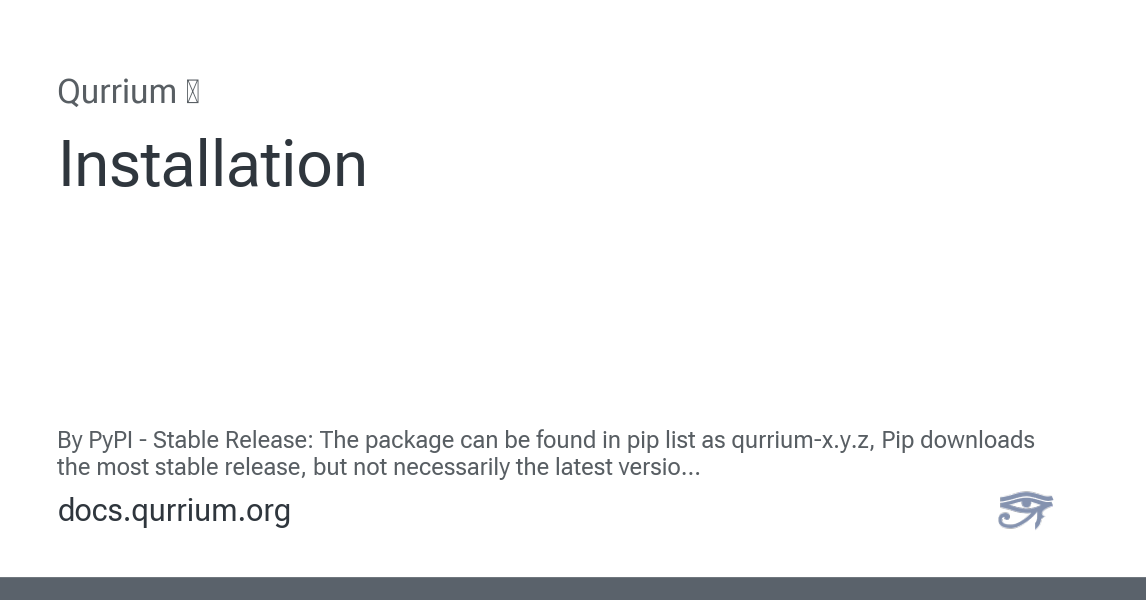 Qurrium
Installation
By PyPI - Stable Release: The package can be found in pip list as qurrium-x.y.z, Pip downloads
the most stable release, but not necessarily the latest versio...
docs.qurrium.org